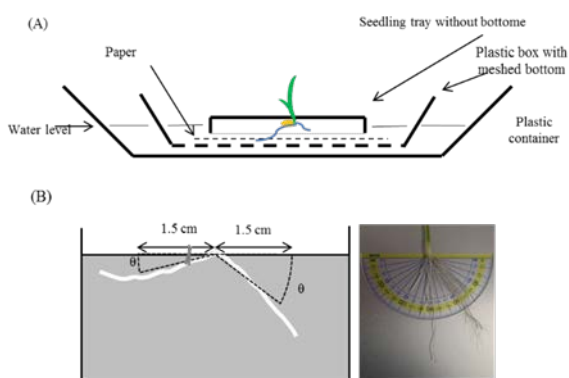 (A)
Seedling tray without bottome
Paper
Plastic box with
meshed bottom
Water level
Plastic
container
(B)
1.5 cm
1.5 cm
θ
θ